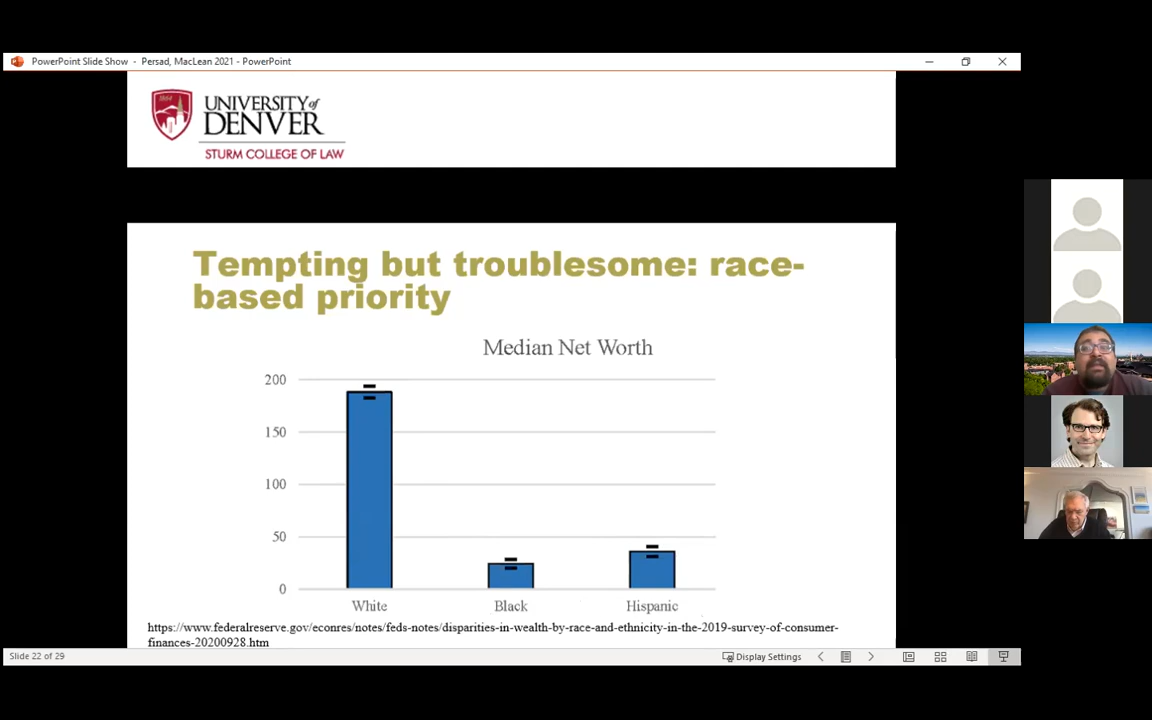 PowerPoint Slide Show - Persad, MacLean 2021 - PowerPoint
1864
UNIVERSITY of
DENVER
STURM COLLEGE OF LAW
Tempting but troublesome: race-
based priority
Median Net Worth
200
150
100
50
0
White Black Hispanic
https://www.federalreserve.gov/econres/notes/feds-notes/disparities-in-wealth-by-race-and-ethnicity-in-the-2019-survey-of-consumer-
finances-20200928.htm
Slide 22 of 29 Display Settings